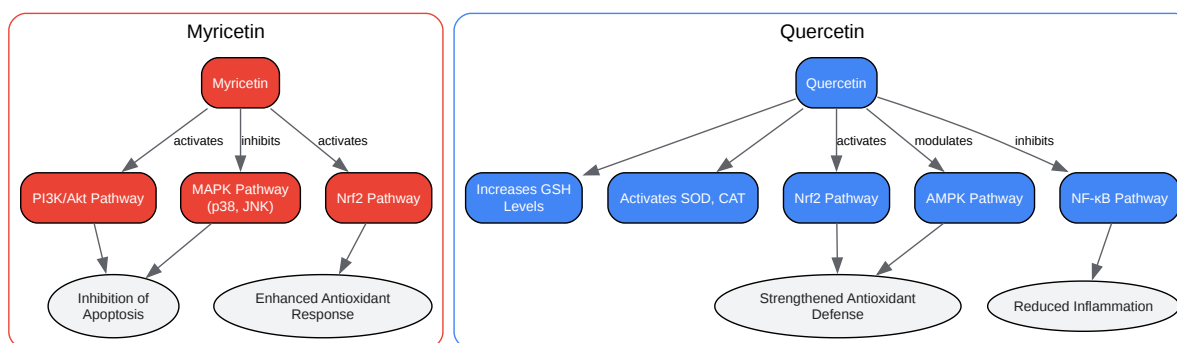 Myricetin
Myricetin
activates
inhibits
activates
PI3K/Akt Pathway
MAPK Pathway
(p38, JNK)
Nrf2 Pathway
Inhibition of
Apoptosis
Enhanced Antioxidant
Response
Quercetin
Quercetin
activates
modulates
inhibits
Increases GSH
Levels
Activates SOD, CAT
Nrf2 Pathway
AMPK Pathway
NF-κB Pathway
Strengthened Antioxidant
Defense
Reduced Inflammation